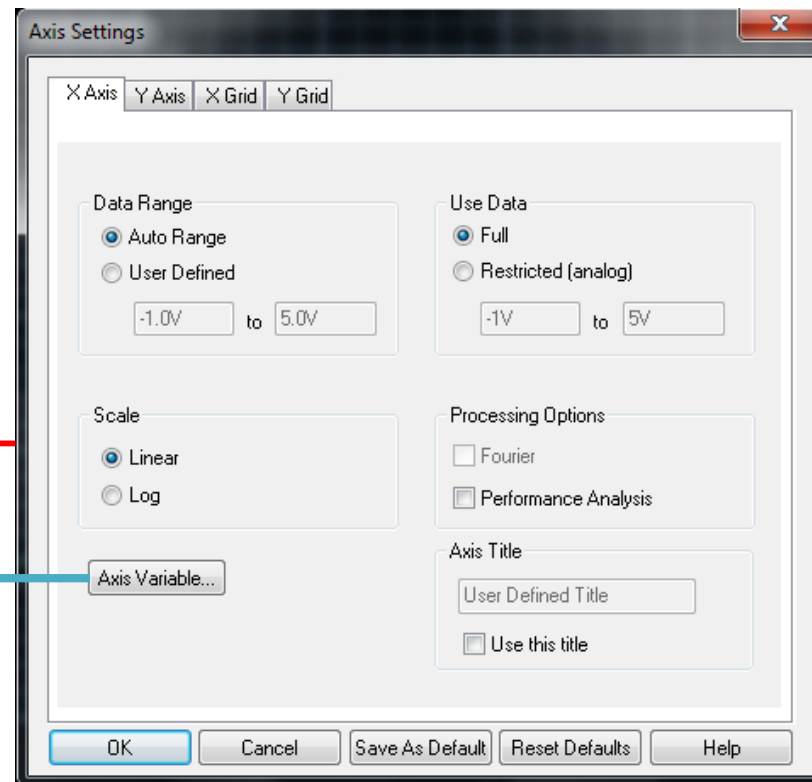 Axis Settings
X Axis Y Axis X Grid Y Grid
Data Range
Auto Range
User Defined
-1.0V to 5.0V
Use Data
Full
Restricted (analog)
-1V to 5V
Scale
Linear
Log
Processing Options
Fourier
Performance Analysis
Axis Variable...
Axis Title
User Defined Title
Use this title
OK Cancel Save As Default Reset Defaults Help